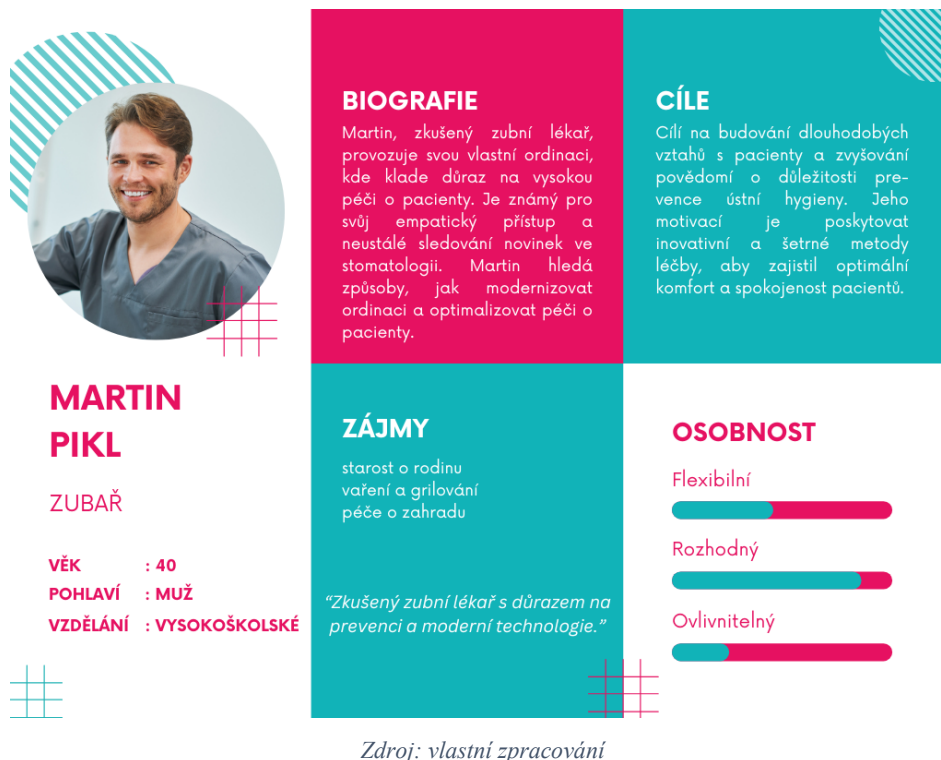 MARTIN
PIKL
ZUBAŘ
VĚK : 40
POHLAVÍ : MUŽ
VZDĚLÁNÍ : VYSOKOŠKOLSKÉ
BIOGRAFIE
Martin, zkušený zubní lékař,
provozuje svou vlastní ordinaci,
kde klade důraz na vysokou
péči o pacienty. Je známý pro
svůj empatický přístup a
neustálé sledování novinek ve
stomatologii. Martin hledá
způsoby, jak modernizovat
ordinaci a optimalizovat péči o
pacienty.
CÍLE
Cílí na budování dlouhodobých
vztahů s pacienty a zvyšování
povědomí o důležitosti pre-
vence ústní hygieny. Jeho
motivací je poskytovat
inovativní a šetrné metody
léčby, aby zajistil optimální
komfort a spokojenost pacientů.
ZÁJMY
starost o rodinu
vaření a grilování
péče o zahradu
“Zkušený zubní lékař s důrazem na
prevenci a moderní technologie.”
OSOBNOST
Flexibilní
Rozhodný
Ovlivnitelný
Zdroj: vlastní zpracování